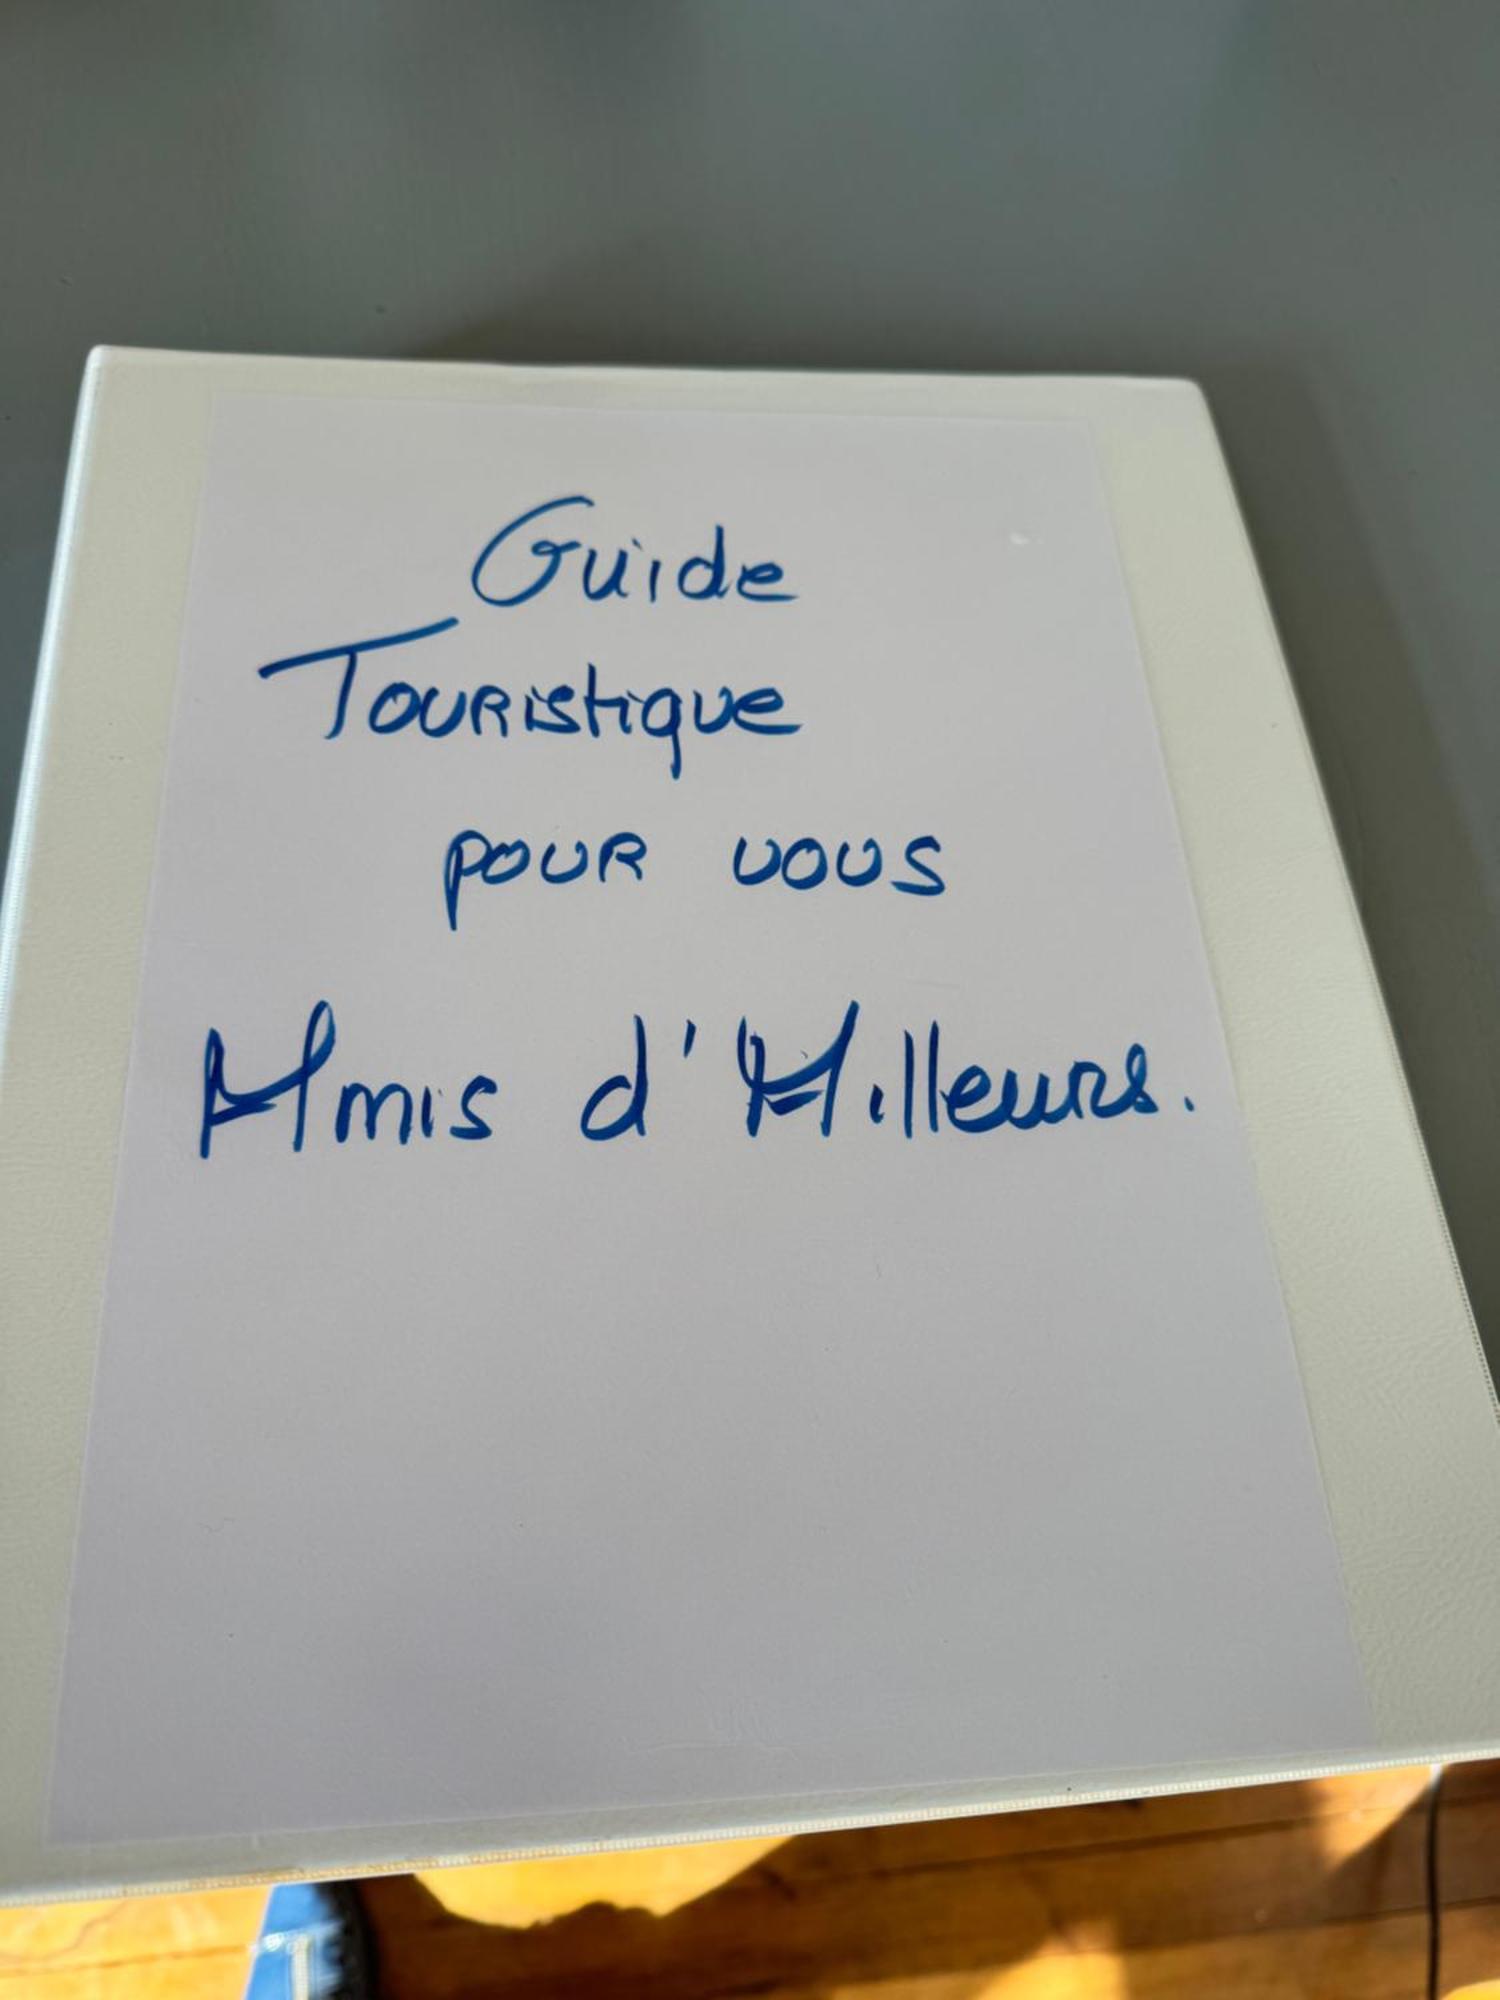 Guide
Touristique
pour vous
Amis d'Ailleurs.